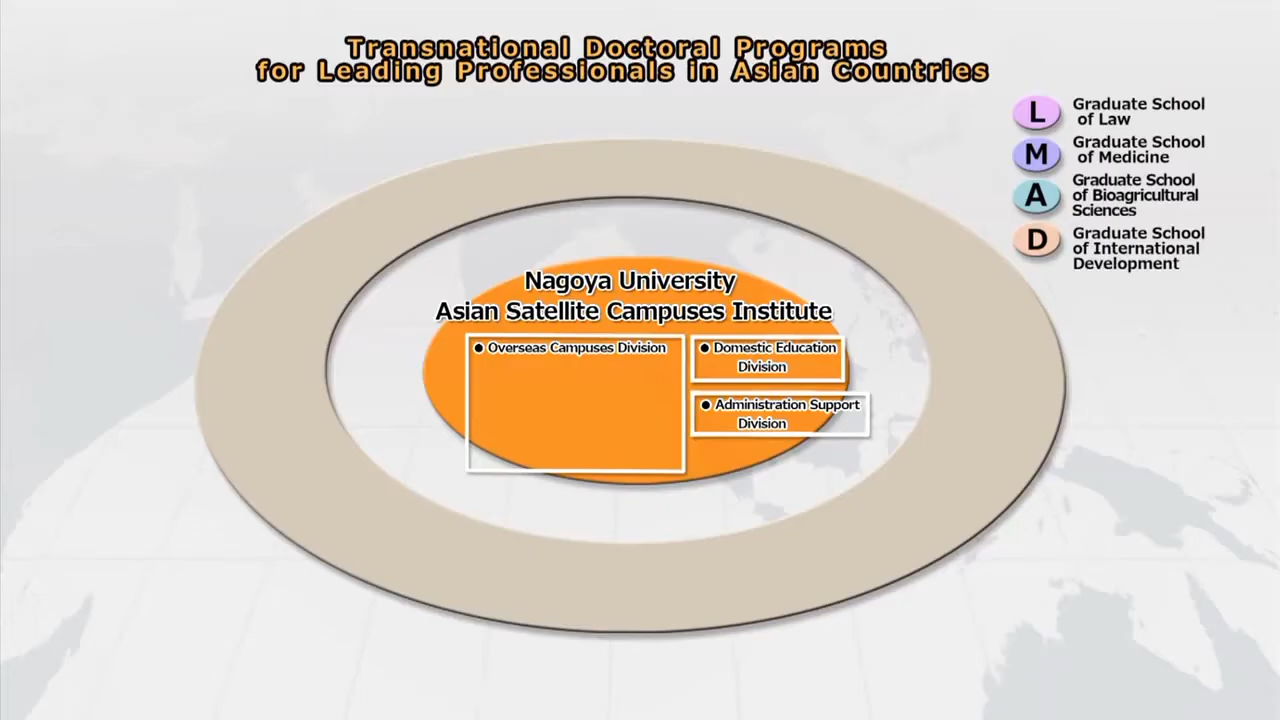 Transnational Doctoral Programs
for Leading Professionals in Asian Countries
L
Graduate School
of Law
M
Graduate School
of Medicine
A
Graduate School
of Bioagricultural
Sciences
D
Graduate School
of International
Development
Nagoya University
Asian Satellite Campuses Institute
● Overseas Campuses Division
● Domestic Education
Division
● Administration Support
Division